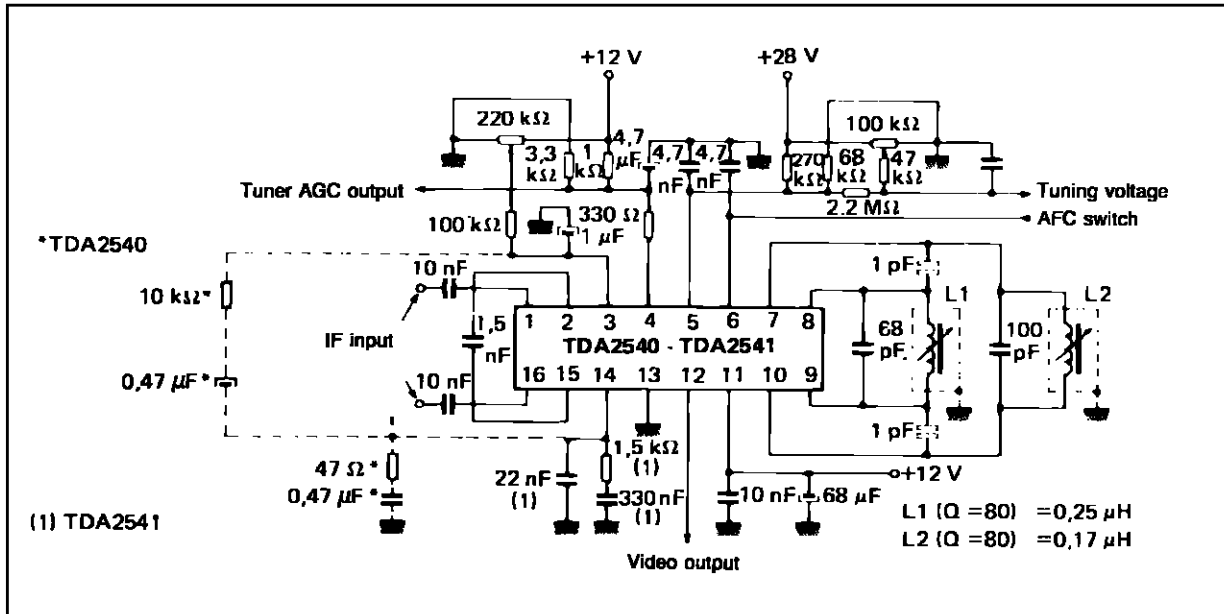 +12 V
+28 V
220 kΩ
3,3 kΩ
1 kΩ
4,7 µF
4,7 nF
4,7 nF
100 kΩ
270 kΩ
68 kΩ
47 kΩ
2.2 MΩ
Tuner AGC output
Tuning voltage
AFC switch
100 kΩ
1 µF
330 Ω
*TDA2540
10 kΩ*
0,47 µF*
10 nF
IF input
1,5 nF
10 nF
1 2 3 4 5 6 7 8
TDA2540 - TDA2541
16 15 14 13 12 11 10 9
1 pF
L1
68 pF
100 pF
L2
1 pF
47 Ω*
0,47 µF*
22 nF (1)
1,5 kΩ (1)
330 nF (1)
10 nF
68 µF
+12 V
(1) TDA2541
Video output
L1 (Q =80) =0,25 µH
L2 (Q =80) =0,17 µH